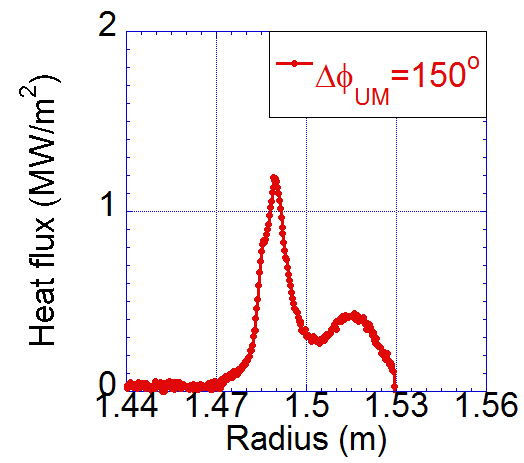 2
Δϕ_UM=150°
1
0
Heat flux (MW/m²)
1.44 1.47 1.5 1.53 1.56
Radius (m)